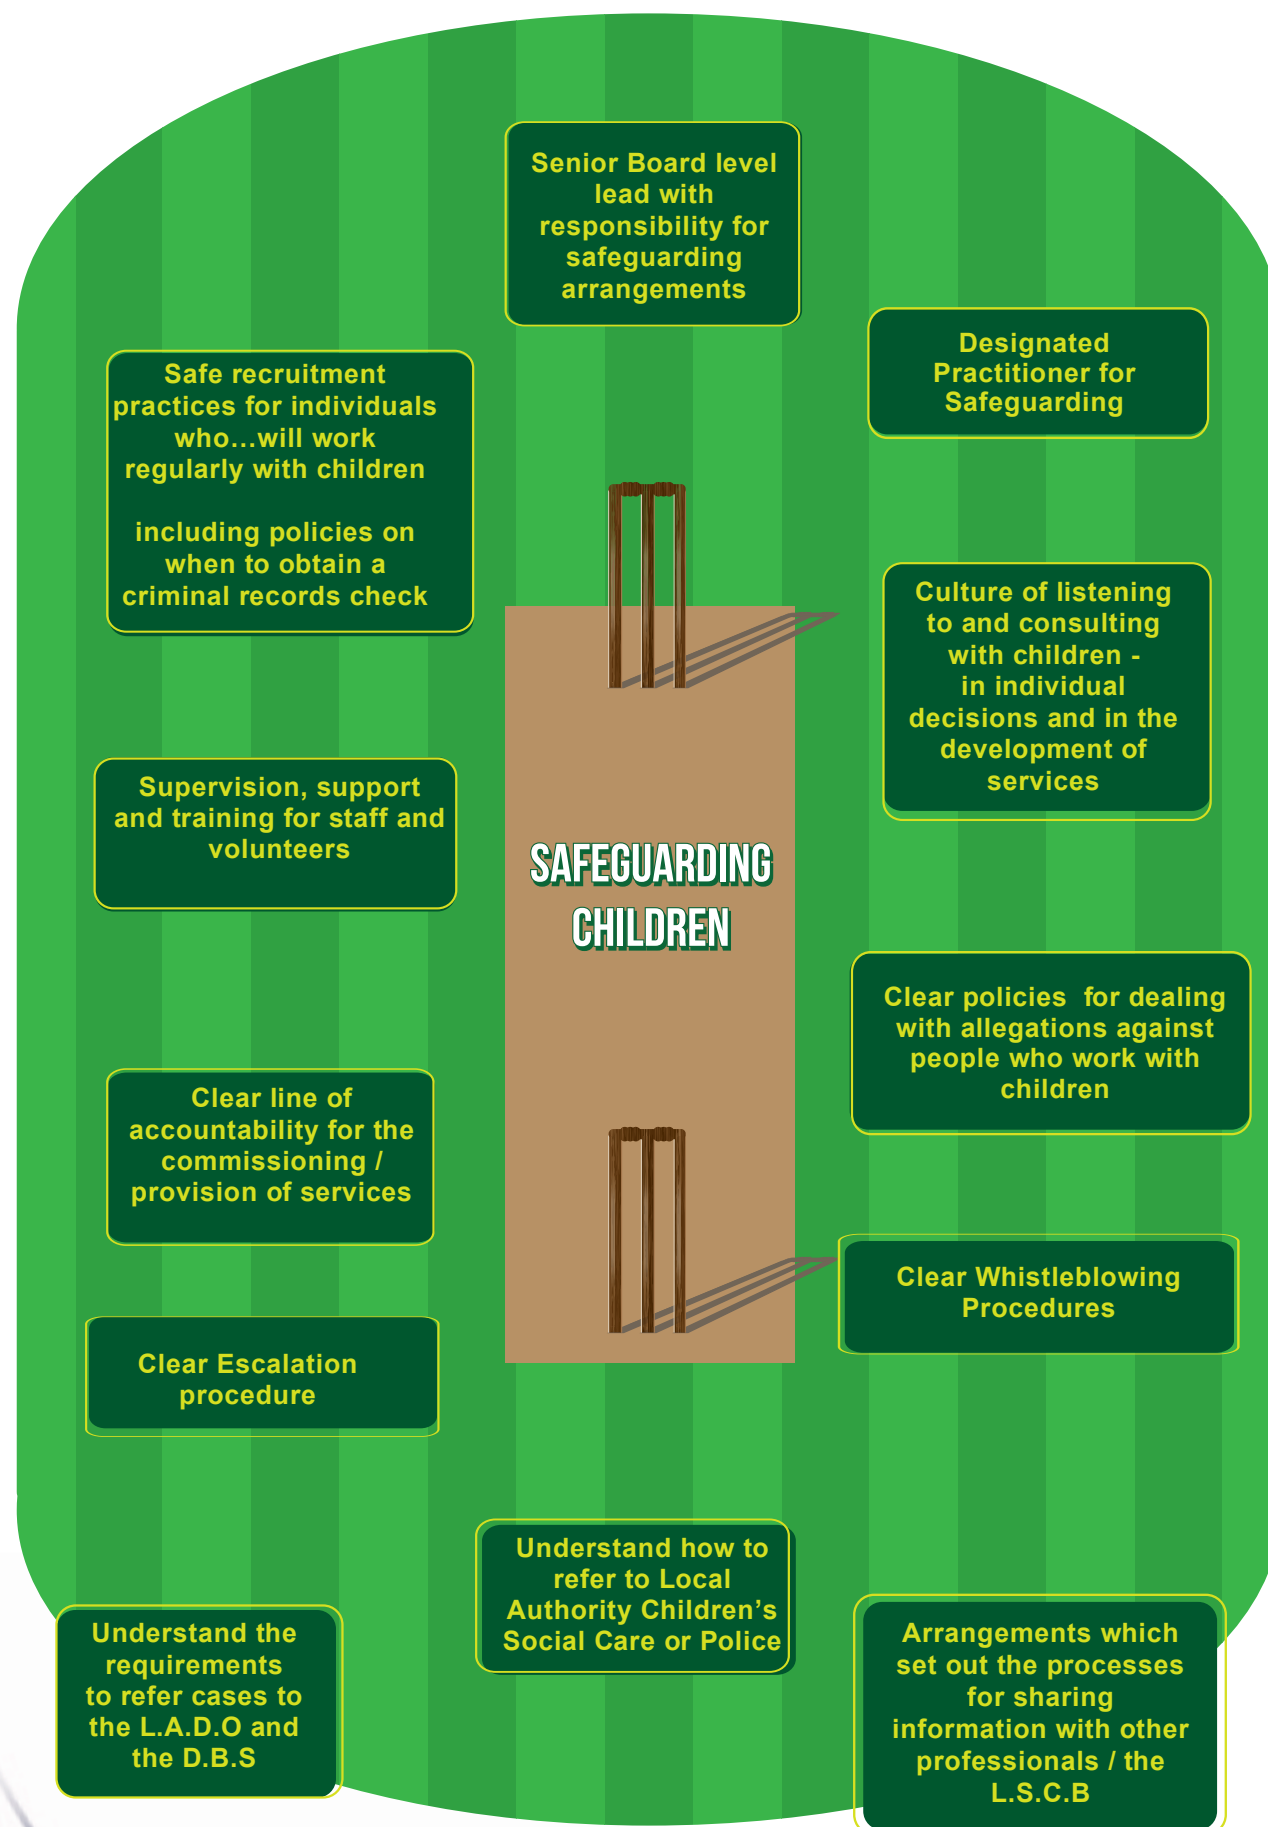 Senior Board level
lead with
responsibility for
safeguarding
arrangements
Designated
Practitioner for
Safeguarding
Safe recruitment
practices for individuals
who...will work
regularly with children
including policies on
when to obtain a
criminal records check
Culture of listening
to and consulting
with children -
in individual
decisions and in the
development of
services
Supervision, support
and training for staff and
volunteers
SAFEGUARDING
CHILDREN
Clear policies for dealing
with allegations against
people who work with
children
Clear line of
accountability for the
commissioning /
provision of services
Clear Whistleblowing
Procedures
Clear Escalation
procedure
Understand how to
refer to Local
Authority Children’s
Social Care or Police
Understand the
requirements
to refer cases to
the L.A.D.O and
the D.B.S
Arrangements which
set out the processes
for sharing
information with other
professionals / the
L.S.C.B